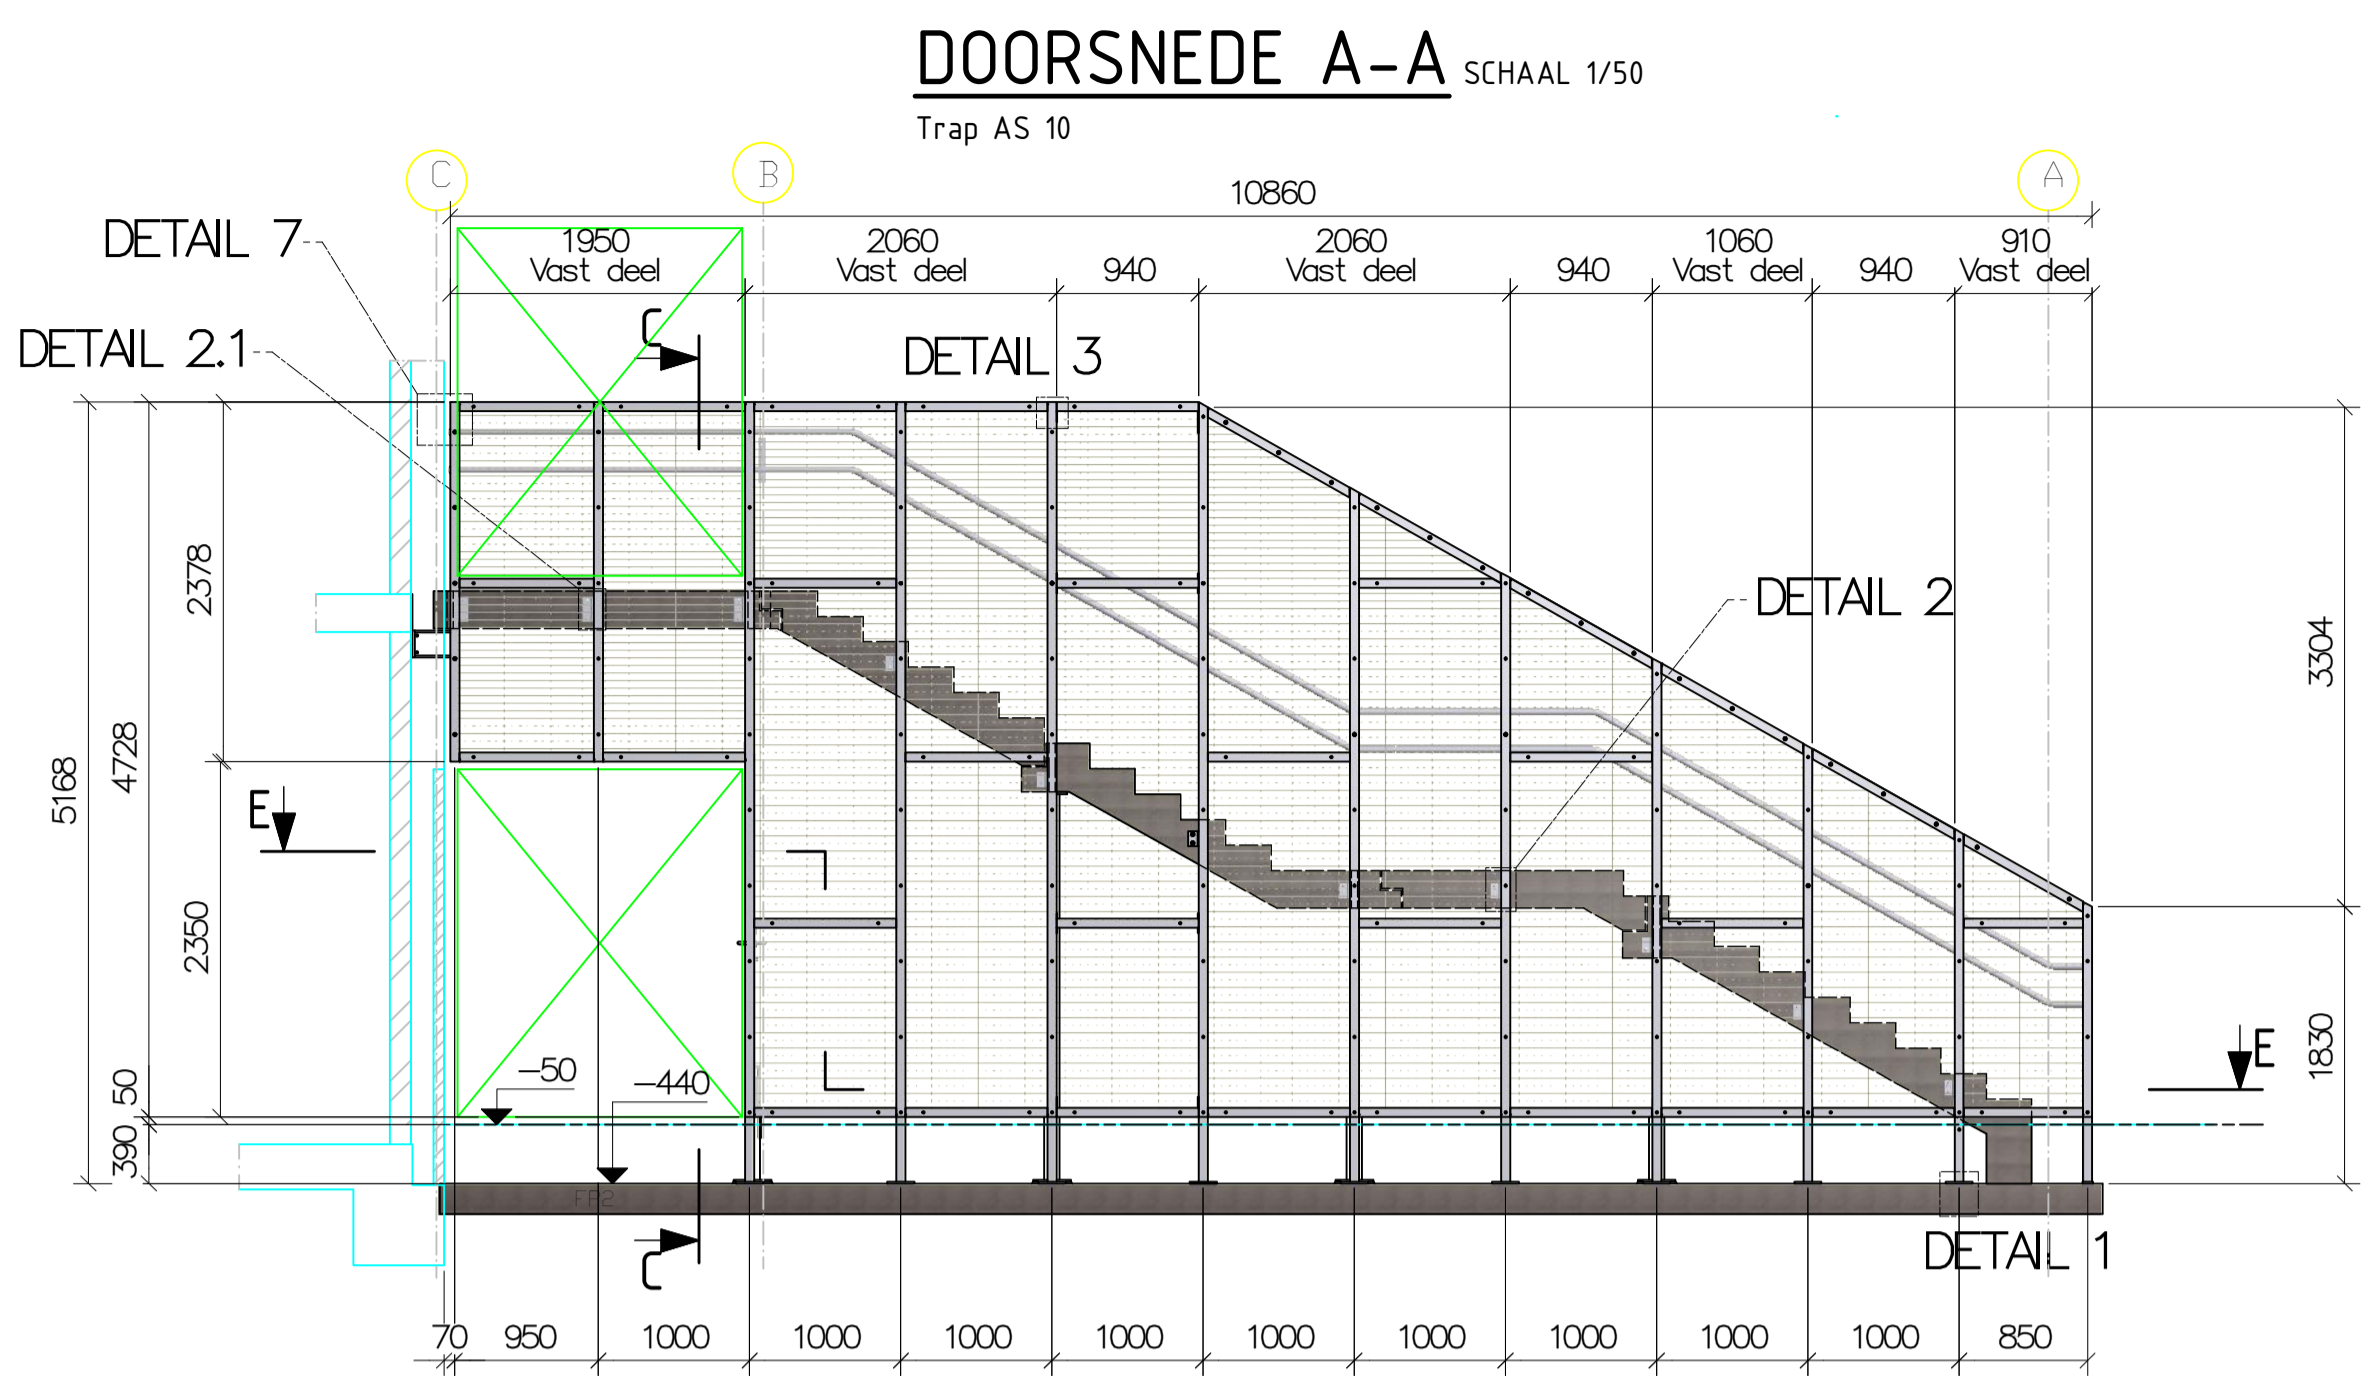 DOORSNEDE A-A SCHAAL 1/50
Trap AS 10
C
B
A
10860
DETAIL 7
1950
Vast deel
2060
Vast deel
940
2060
Vast deel
940
1060
Vast deel
940
910
Vast deel
C
DETAIL 2.1
DETAIL 3
DETAIL 2
2378
3304
4728
5168
E
2350
-50
-440
E
50
390
1830
FP2
C
DETAIL 1
70
950
1000
1000
1000
1000
1000
1000
1000
1000
1000
850